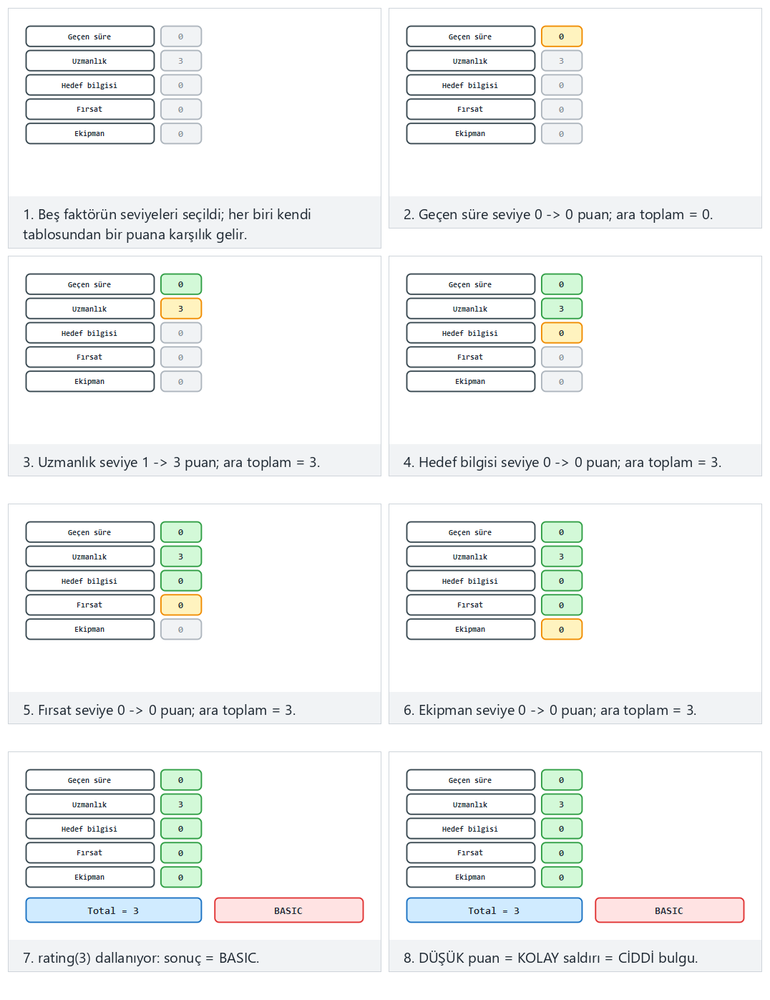 Geçen süre 0
Uzmanlık 3
Hedef bilgisi 0
Fırsat 0
Ekipman 0
1. Beş faktörün seviyeleri seçildi; her biri kendi
tablosundan bir puana karşılık gelir.
Geçen süre 0
Uzmanlık 3
Hedef bilgisi 0
Fırsat 0
Ekipman 0
2. Geçen süre seviye 0 -> 0 puan; ara toplam = 0.
Geçen süre 0
Uzmanlık 3
Hedef bilgisi 0
Fırsat 0
Ekipman 0
3. Uzmanlık seviye 1 -> 3 puan; ara toplam = 3.
Geçen süre 0
Uzmanlık 3
Hedef bilgisi 0
Fırsat 0
Ekipman 0
4. Hedef bilgisi seviye 0 -> 0 puan; ara toplam = 3.
Geçen süre 0
Uzmanlık 3
Hedef bilgisi 0
Fırsat 0
Ekipman 0
5. Fırsat seviye 0 -> 0 puan; ara toplam = 3.
Geçen süre 0
Uzmanlık 3
Hedef bilgisi 0
Fırsat 0
Ekipman 0
6. Ekipman seviye 0 -> 0 puan; ara toplam = 3.
Geçen süre 0
Uzmanlık 3
Hedef bilgisi 0
Fırsat 0
Ekipman 0
Total = 3 BASIC
7. rating(3) dallanıyor: sonuç = BASIC.
Geçen süre 0
Uzmanlık 3
Hedef bilgisi 0
Fırsat 0
Ekipman 0
Total = 3 BASIC
8. DÜŞÜK puan = KOLAY saldırı = CİDDİ bulgu.